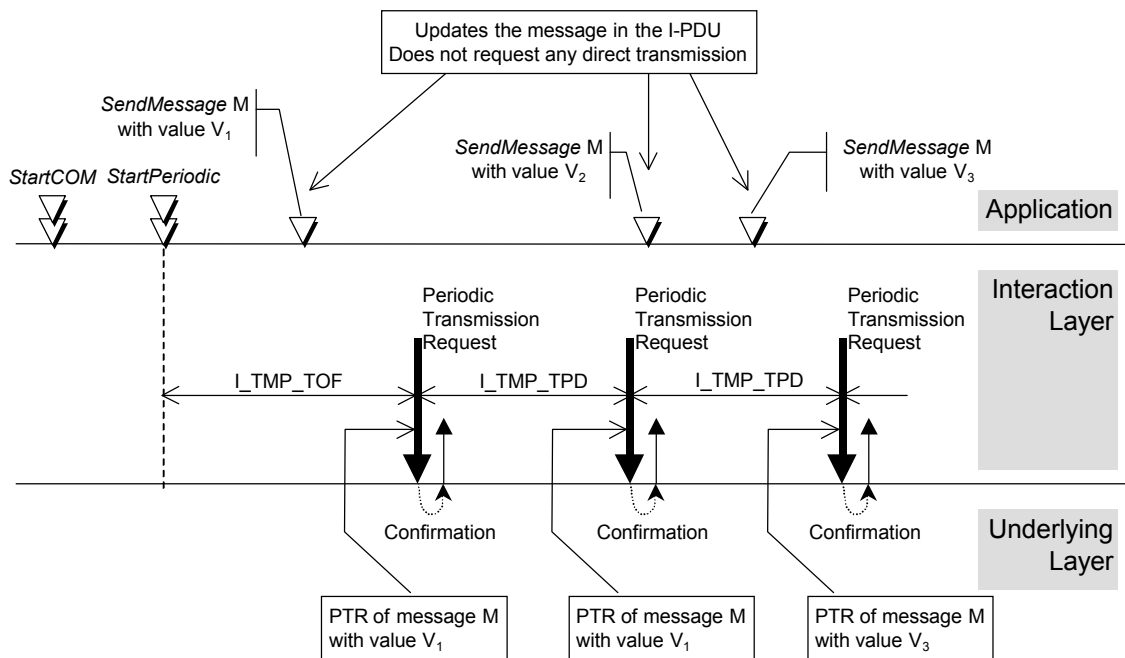 Updates the message in the I-PDU
Does not request any direct transmission
SendMessage M
with value V1
SendMessage M
with value V2
SendMessage M
with value V3
StartCOM
StartPeriodic
Application
Interaction
Layer
Periodic
Transmission
Request
Periodic
Transmission
Request
Periodic
Transmission
Request
I_TMP_TOF
I_TMP_TPD
I_TMP_TPD
Confirmation
Confirmation
Confirmation
Underlying
Layer
PTR of message M
with value V1
PTR of message M
with value V1
PTR of message M
with value V3